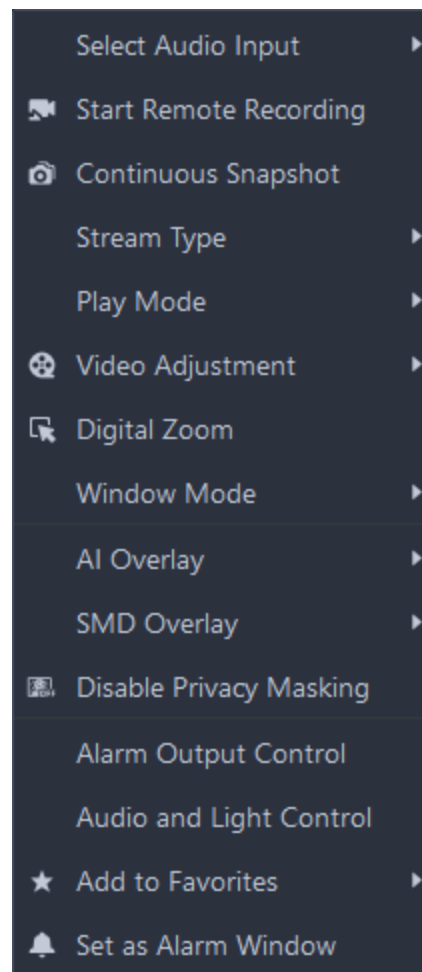 Select Audio Input
Start Remote Recording
Continuous Snapshot
Stream Type
Play Mode
Video Adjustment
Digital Zoom
Window Mode
AI Overlay
SMD Overlay
Disable Privacy Masking
Alarm Output Control
Audio and Light Control
Add to Favorites
Set as Alarm Window